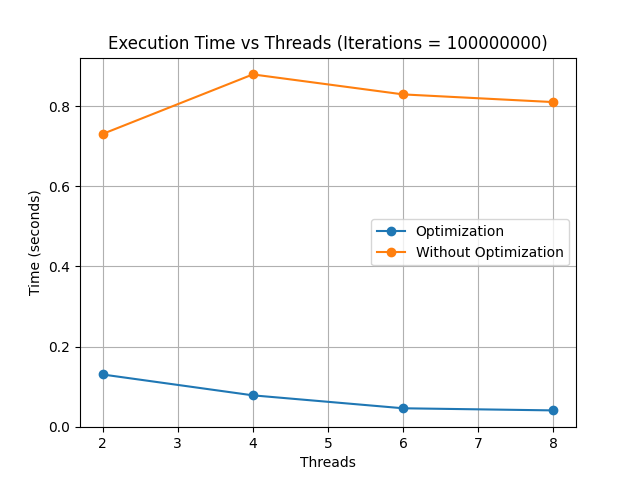 Execution Time vs Threads (Iterations = 100000000)
0.8
0.6
0.4
0.2
0.0
Time (seconds)
Optimization
Without Optimization
2 3 4 5 6 7 8
Threads